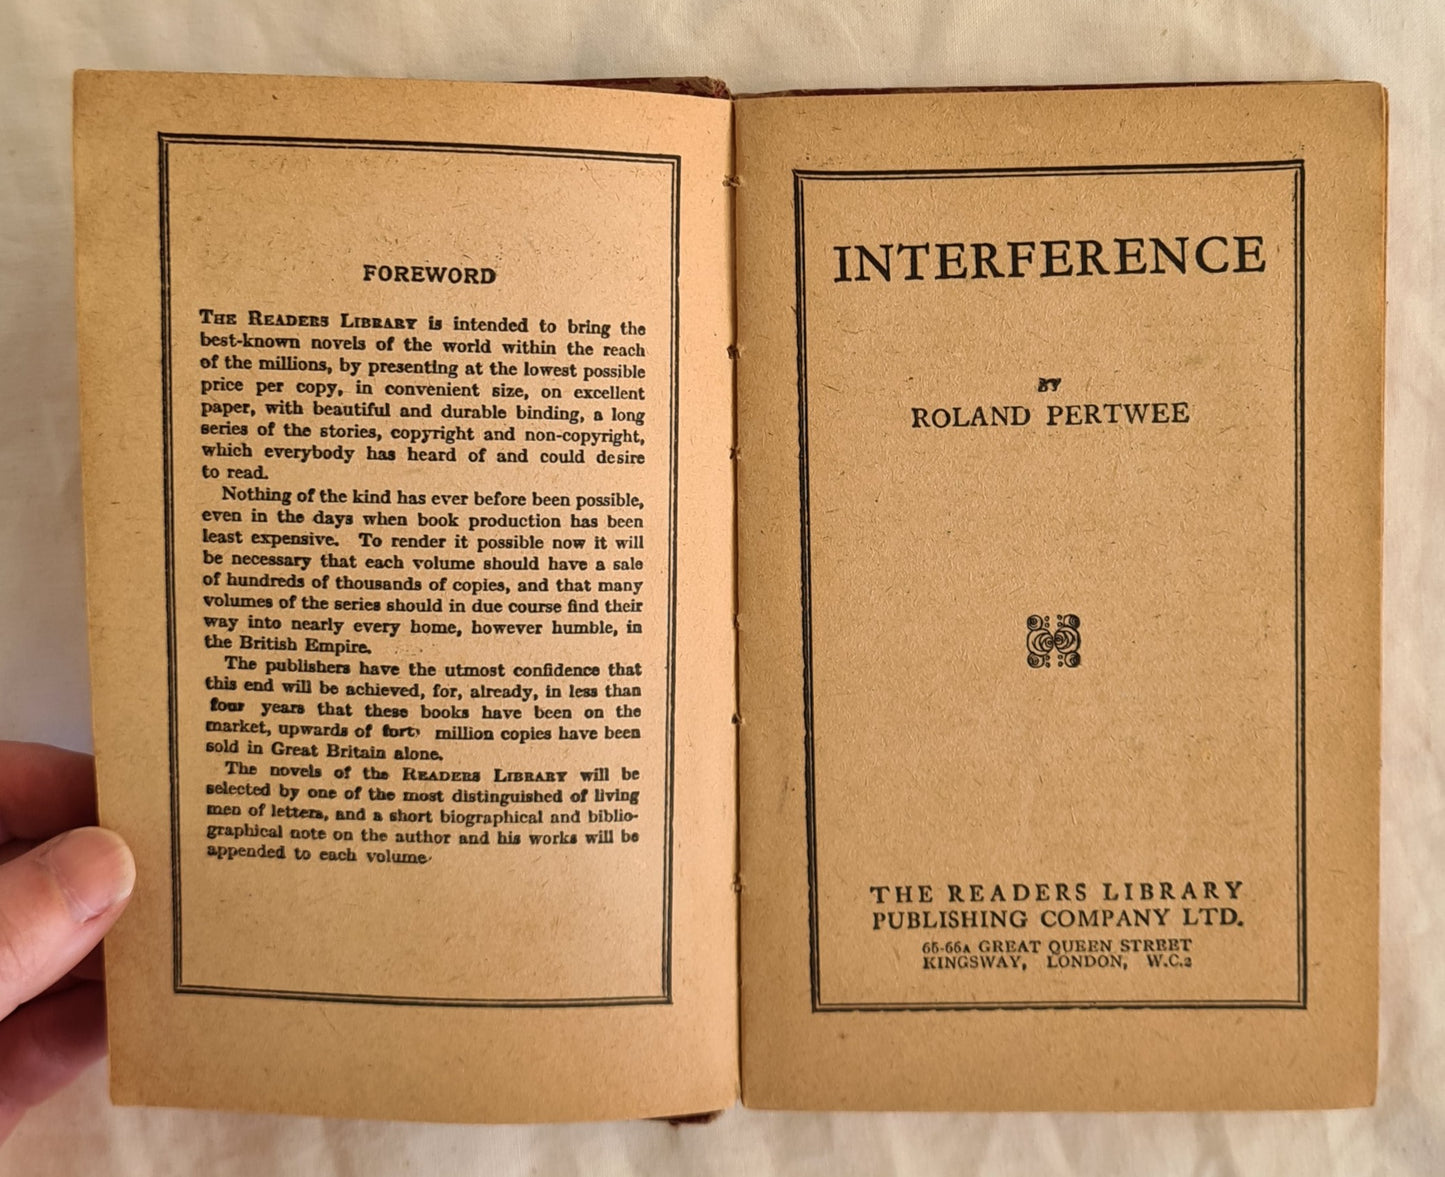 FOREWORD
THE READERS LIBRARY is intended to bring the
best-known novels of the world within the reach
of the millions, by presenting at the lowest possible
price per copy, in convenient size, on excellent
paper, with beautiful and durable binding, a long
series of the stories, copyright and non-copyright,
which everybody has heard of and could desire
to read.
Nothing of the kind has ever before been possible,
even in the days when book production has been
least expensive. To render it possible now it will
be necessary that each volume should have a sale
of hundreds of thousands of copies, and that many
volumes of the series should in due course find their
way into nearly every home, however humble, in
the British Empire.
The publishers have the utmost confidence that
this end will be achieved, for, already, in less than
four years that these books have been on the
market, upwards of forty million copies have been
sold in Great Britain alone.
The novels of the READERS LIBRARY will be
selected by one of the most distinguished of living
men of letters, and a short biographical and biblio-
graphical note on the author and his works will be
appended to each volume.
INTERFERENCE
BY
ROLAND PERTWEE
THE READERS LIBRARY
PUBLISHING COMPANY LTD.
66-66A GREAT QUEEN STREET
KINGSWAY, LONDON, W.C.2